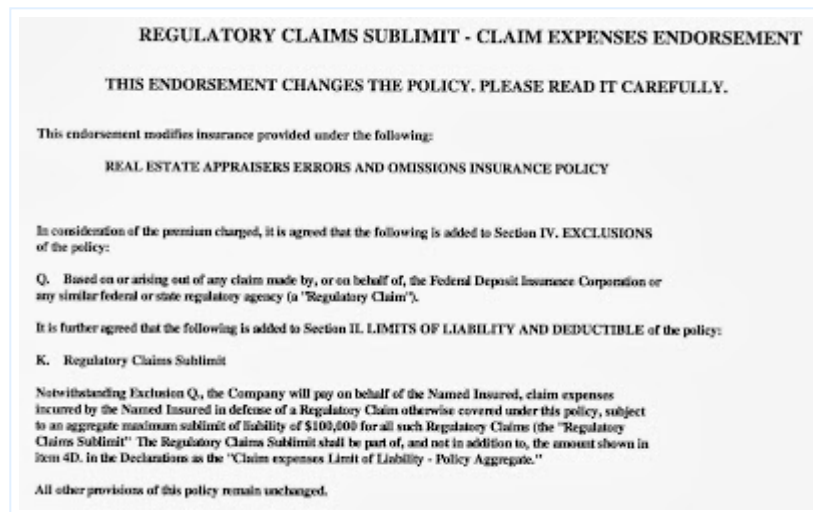 REGULATORY CLAIMS SUBLIMIT - CLAIM EXPENSES ENDORSEMENT
THIS ENDORSEMENT CHANGES THE POLICY. PLEASE READ IT CAREFULLY.
This endorsement modifies insurance provided under the following:
REAL ESTATE APPRAISERS ERRORS AND OMISSIONS INSURANCE POLICY
In consideration of the premium charged, it is agreed that the following is added to Section IV. EXCLUSIONS
of the policy:
Q. Based on or arising out of any claim made by, or on behalf of, the Federal Deposit Insurance Corporation or
any similar federal or state regulatory agency (a "Regulatory Claim").
It is further agreed that the following is added to Section II. LIMITS OF LIABILITY AND DEDUCTIBLE of the policy:
K. Regulatory Claims Sublimit
Notwithstanding Exclusion Q., the Company will pay on behalf of the Named Insured, claim expenses
incurred by the Named Insured in defense of a Regulatory Claim otherwise covered under this policy, subject
to an aggregate maximum sublimit of liability of $100,000 for all such Regulatory Claims (the "Regulatory
Claims Sublimit" The Regulatory Claims Sublimit shall be part of, and not in addition to, the amount shown in
item 4D. in the Declarations as the "Claim expenses Limit of Liability - Policy Aggregate."
All other provisions of this policy remain unchanged.